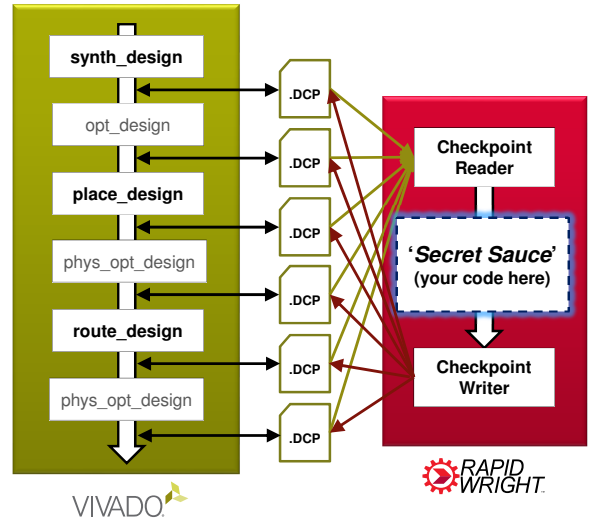 synth_design
opt_design
place_design
phys_opt_design
route_design
phys_opt_design
VIVADO.
.DCP
.DCP
.DCP
.DCP
.DCP
.DCP
Checkpoint
Reader
‘Secret Sauce’
(your code here)
Checkpoint
Writer
RAPID
WRIGHT